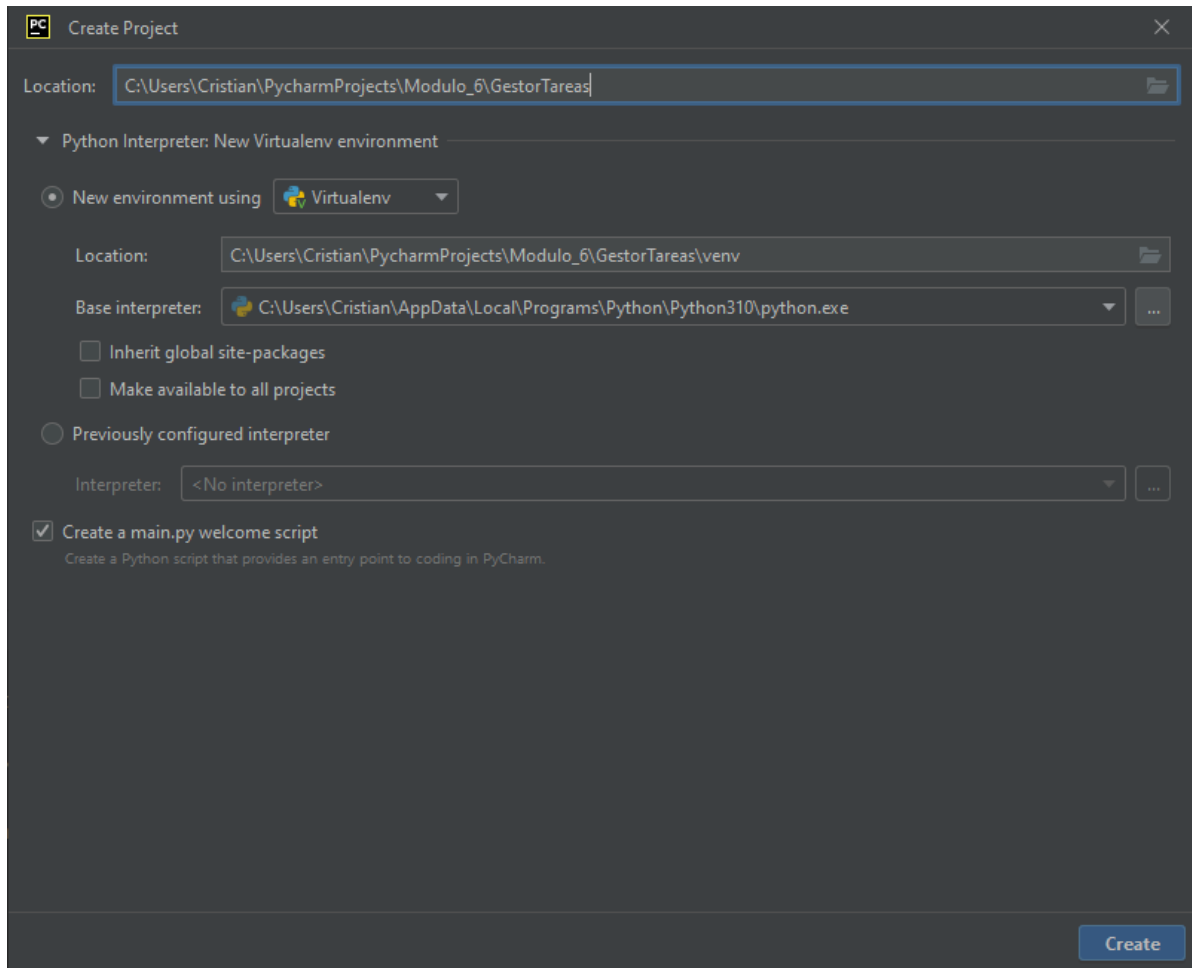 PC Create Project
Location: C:\Users\Cristian\PycharmProjects\Modulo_6\GestorTareas
Python Interpreter: New Virtualenv environment
New environment using Virtualenv
Location: C:\Users\Cristian\PycharmProjects\Modulo_6\GestorTareas\venv
Base interpreter: C:\Users\Cristian\AppData\Local\Programs\Python\Python310\python.exe ...
Inherit global site-packages
Make available to all projects
Previously configured interpreter
Interpreter: <No interpreter> ...
Create a main.py welcome script
Create a Python script that provides an entry point to coding in PyCharm.
Create